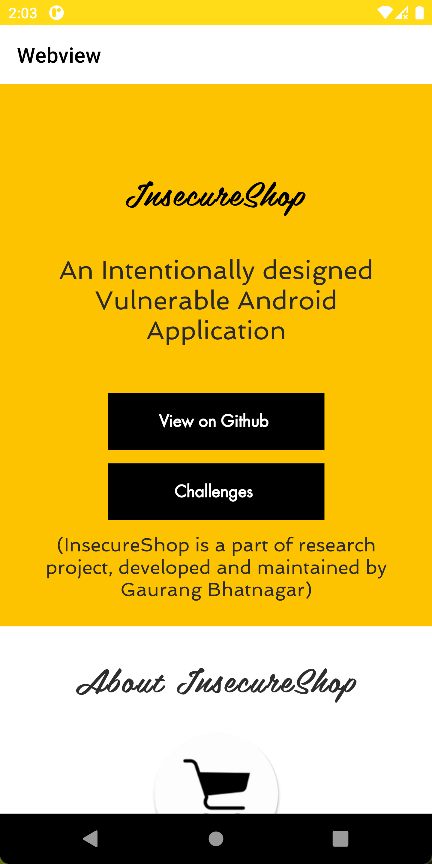 2:03
Webview
InsecureShop
An Intentionally designed
Vulnerable Android
Application
View on Github
Challenges
(InsecureShop is a part of research
project, developed and maintained by
Gaurang Bhatnagar)
About InsecureShop